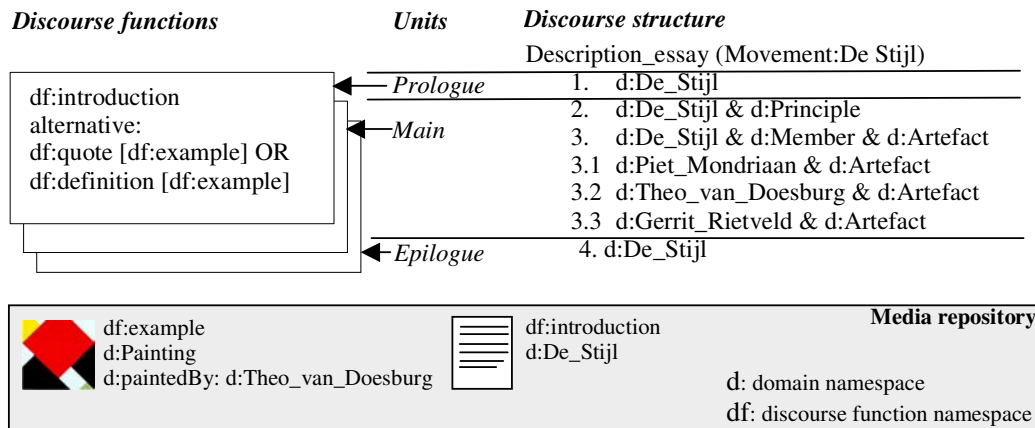 Discourse functions Units Discourse structure
Description_essay (Movement:De Stijl)
df:introduction
alternative:
df:quote [df:example] OR
df:definition [df:example]
Prologue
Main
Epilogue
1. d:De_Stijl
2. d:De_Stijl & d:Principle
3. d:De_Stijl & d:Member & d:Artefact
3.1 d:Piet_Mondriaan & d:Artefact
3.2 d:Theo_van_Doesburg & d:Artefact
3.3 d:Gerrit_Rietveld & d:Artefact
4. d:De_Stijl
Media repository
df:example
d:Painting
d:paintedBy: d:Theo_van_Doesburg
df:introduction
d:De_Stijl
d: domain namespace
df: discourse function namespace